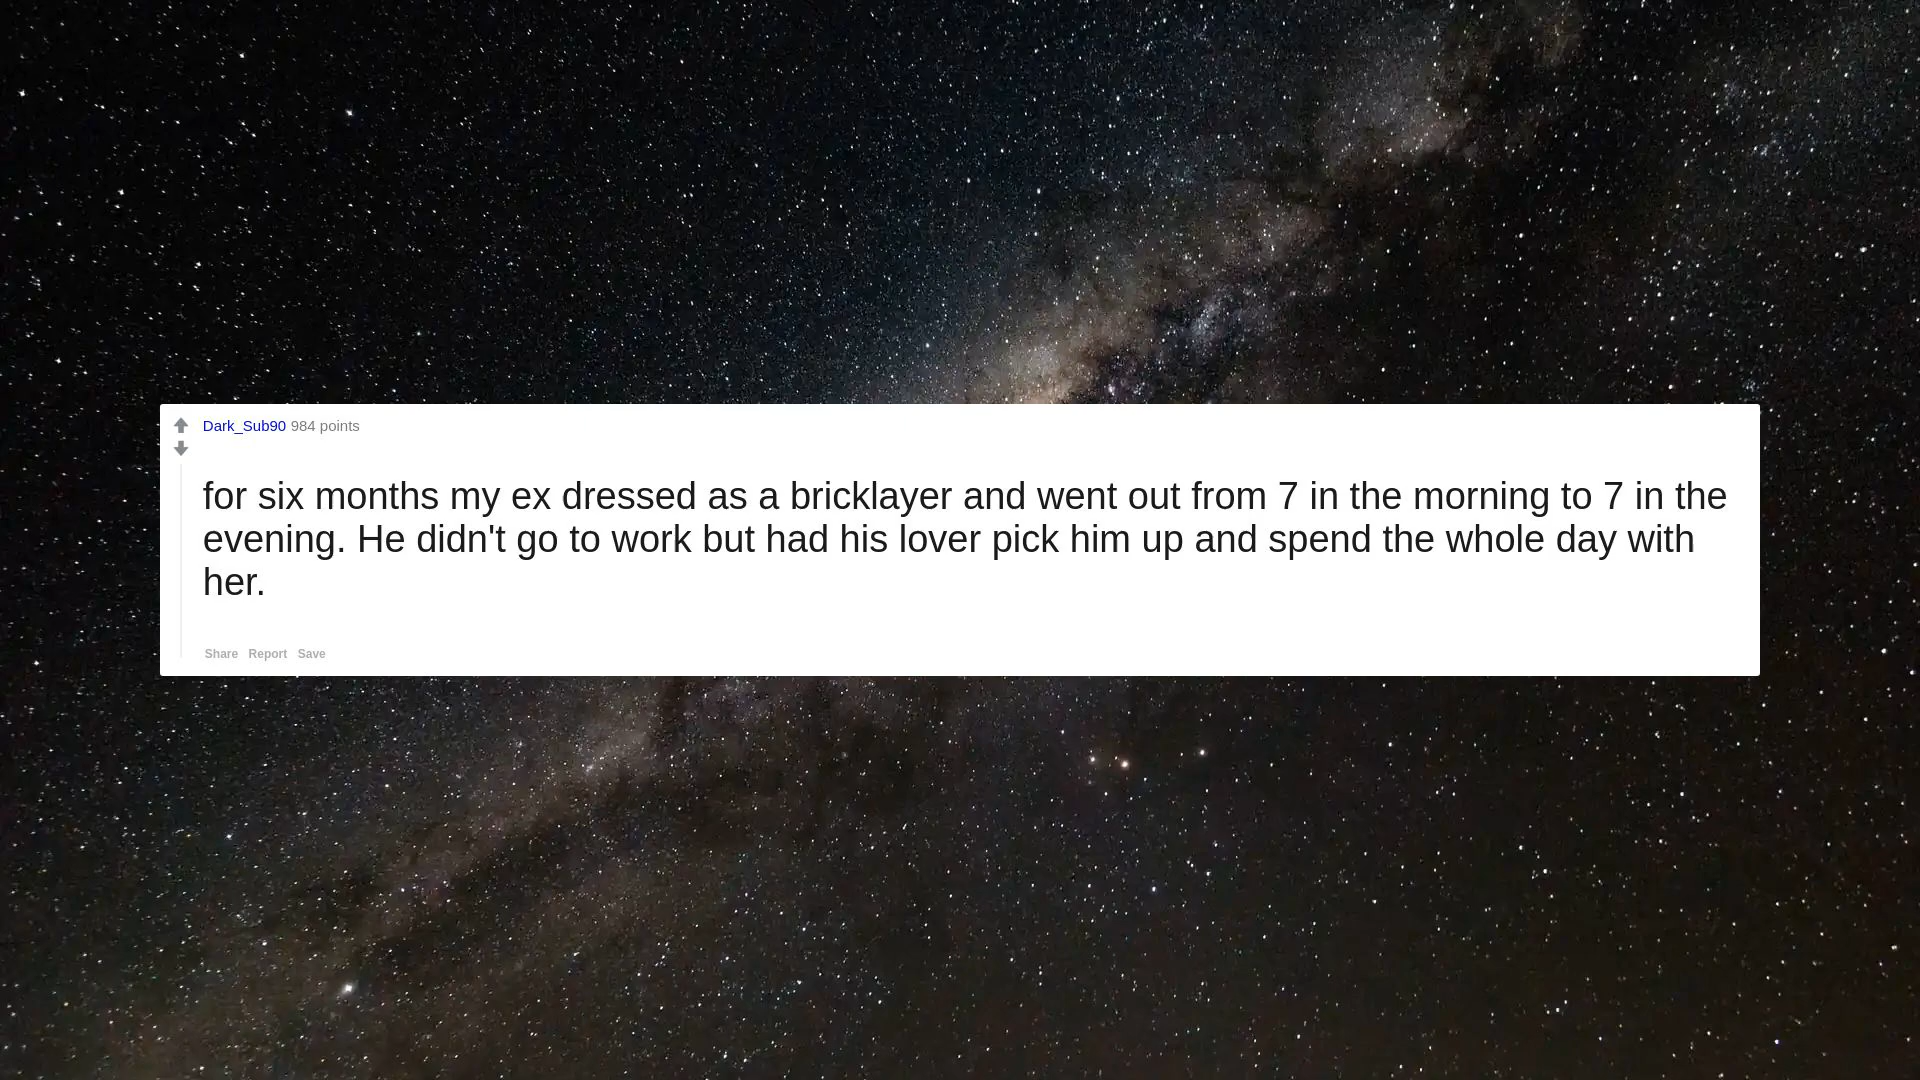 Dark_Sub90 984 points
for six months my ex dressed as a bricklayer and went out from 7 in the morning to 7 in the
evening. He didn't go to work but had his lover pick him up and spend the whole day with
her.
Share Report Save